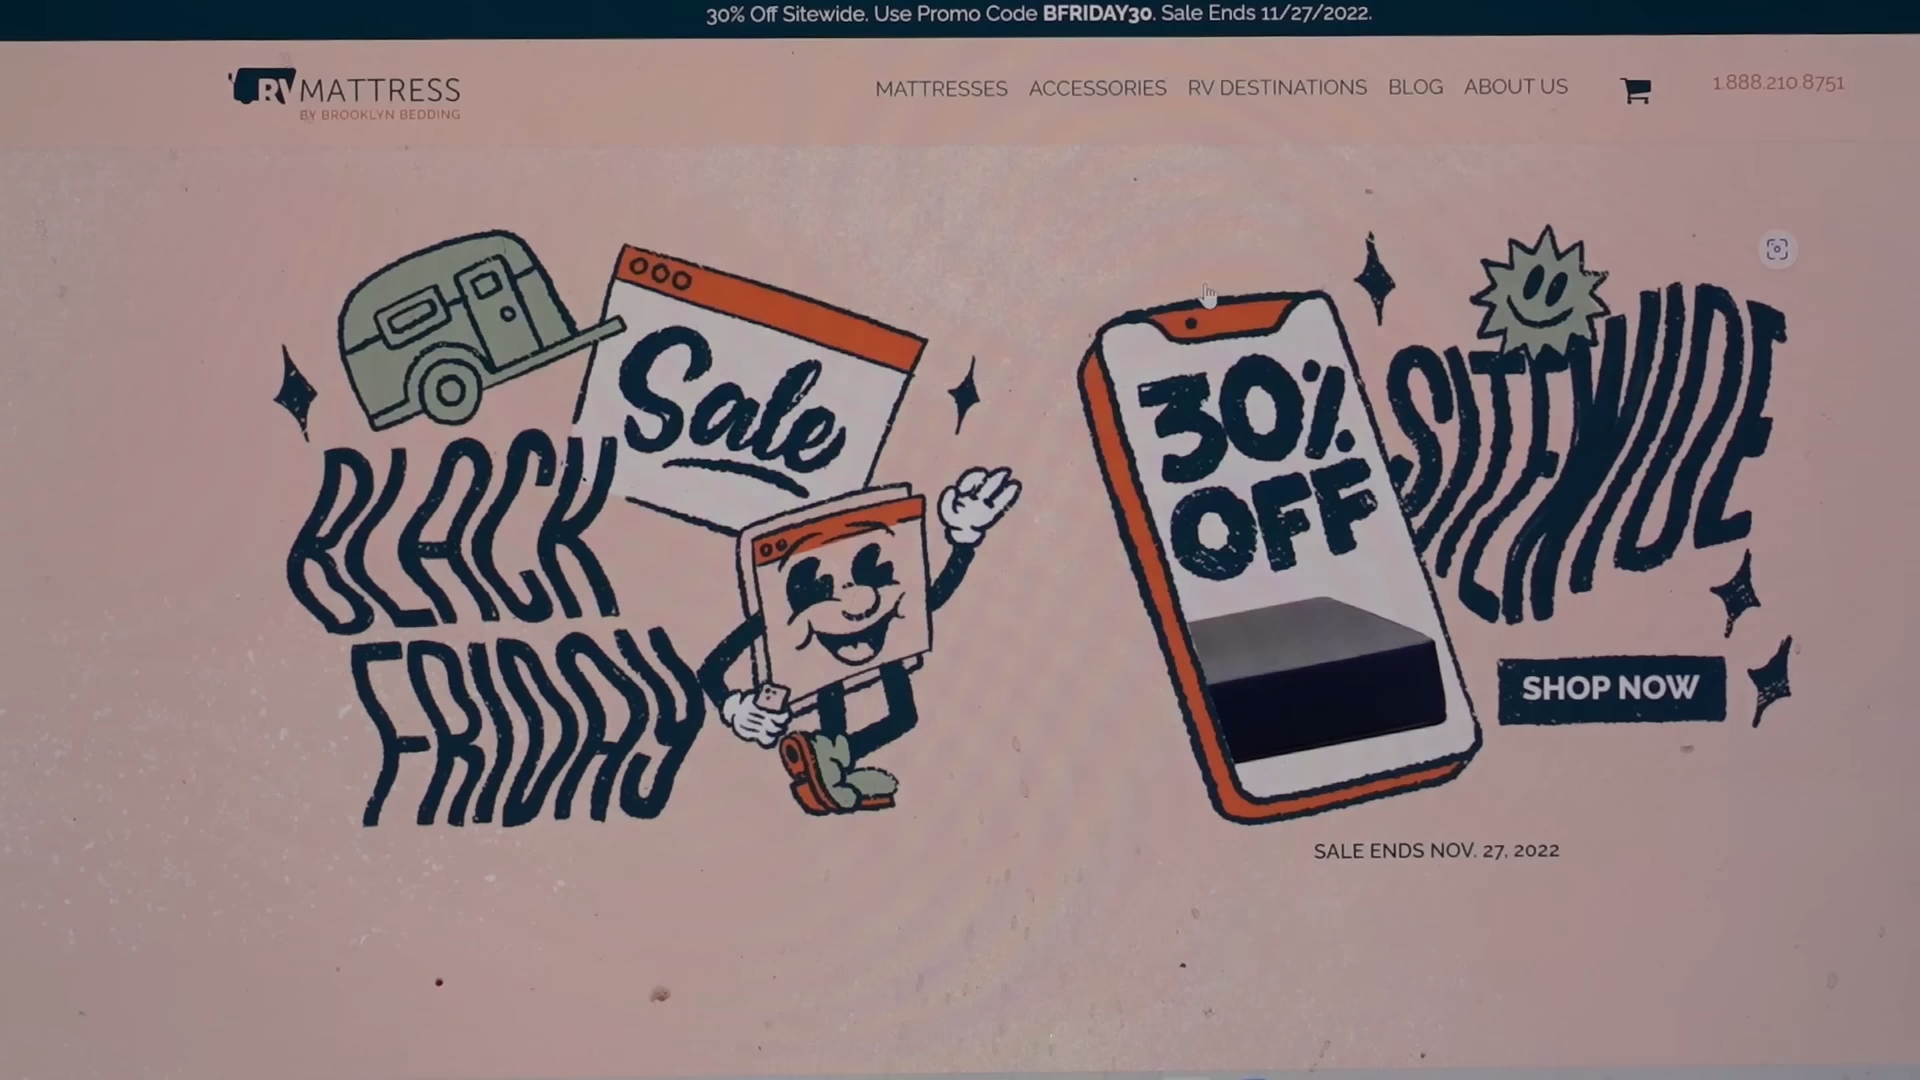 30% Off Sitewide. Use Promo Code BFRIDAY30. Sale Ends 11/27/2022.
RVMATTRESS
BY BROOKLYN BEDDING
MATTRESSES ACCESSORIES RV DESTINATIONS BLOG ABOUT US
1.888.210.8751
Sale
BLACK
FRIDAY
30%
OFF
SITEWIDE
SHOP NOW
SALE ENDS NOV. 27, 2022